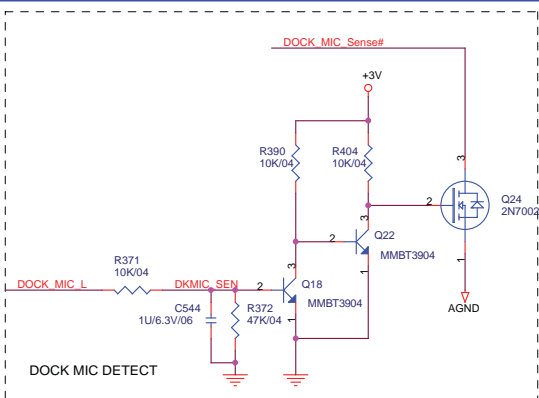 DOCK_MIC_Sense#
+3V
R390
10K/04
R404
10K/04
3
2
Q24
2N7002
1
AGND
3
2
Q22
MMBT3904
1
R371
10K/04
DOCK_MIC_L
DKMIC_SEN
3
2
Q18
MMBT3904
1
C544
1U/6.3V/06
R372
47K/04
DOCK MIC DETECT